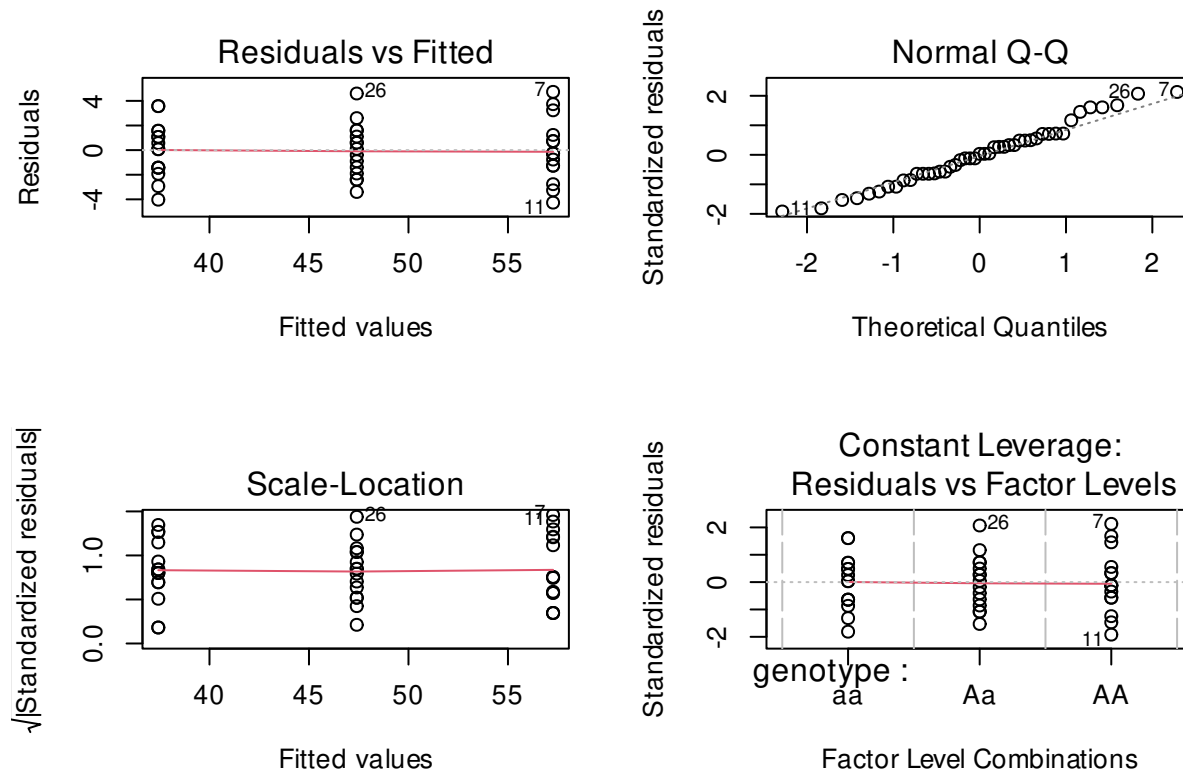 Residuals vs Fitted
Residuals
4
0
-4
26
7
11
40 45 50 55
Fitted values
Normal Q-Q
Standardized residuals
2
0
-2
26
7
11
-2 -1 0 1 2
Theoretical Quantiles
Scale-Location
√|Standardized residuals|
1.0
0.0
26
7
11
40 45 50 55
Fitted values
Constant Leverage:
Residuals vs Factor Levels
Standardized residuals
2
0
-2
26
7
11
genotype :
aa Aa AA
Factor Level Combinations